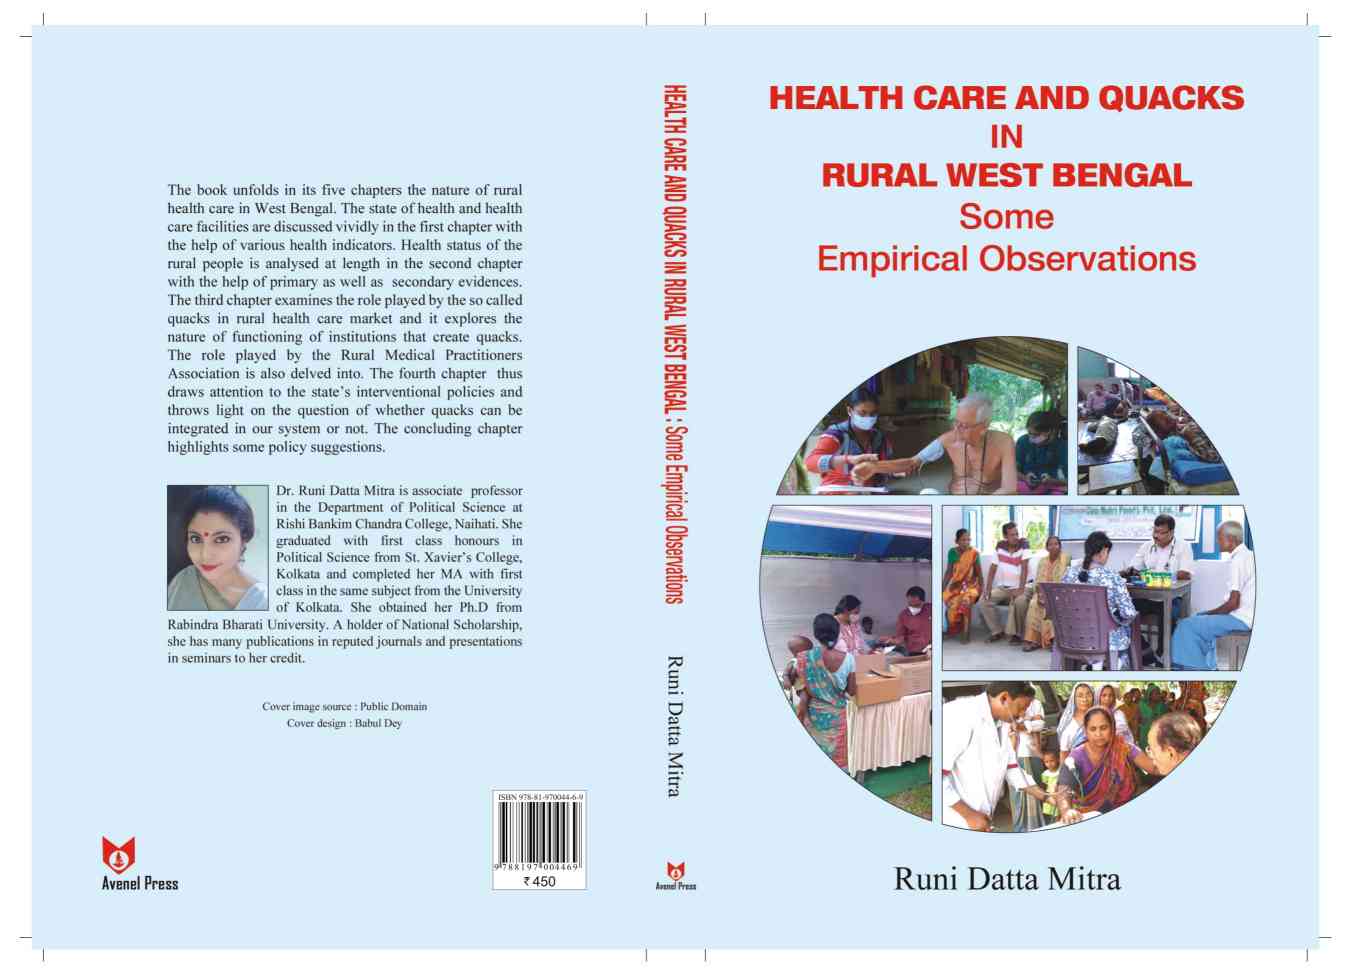 The book unfolds in its five chapters the nature of rural
health care in West Bengal. The state of health and health
care facilities are discussed vividly in the first chapter with
the help of various health indicators. Health status of the
rural people is analysed at length in the second chapter
with the help of primary as well as secondary evidences.
The third chapter examines the role played by the so called
quacks in rural health care market and it explores the
nature of functioning of institutions that create quacks.
The role played by the Rural Medical Practitioners
Association is also delved into. The fourth chapter thus
draws attention to the state's interventional policies and
throws light on the question of whether quacks can be
integrated in our system or not. The concluding chapter
highlights some policy suggestions.
Dr. Runi Datta Mitra is associate professor
in the Department of Political Science at
Rishi Bankim Chandra College, Naihati. She
graduated with first class honours in
Political Science from St. Xavier's College,
Kolkata and completed her MA with first
class in the same subject from the University
of Kolkata. She obtained her Ph.D from
Rabindra Bharati University. A holder of National Scholarship,
she has many publications in reputed journals and presentations
in seminars to her credit.
Cover image source : Public Domain
Cover design : Babul Dey
ISBN 978-81-970044-6-9
9 788197 004469
₹ 450
Avenel Press
HEALTH CARE AND QUACKS IN RURAL WEST BENGAL : Some Empirical Observations
Runi Datta Mitra
Avenel Press
HEALTH CARE AND QUACKS
IN
RURAL WEST BENGAL
Some
Empirical Observations
Pvt. Ltd.
Runi Datta Mitra